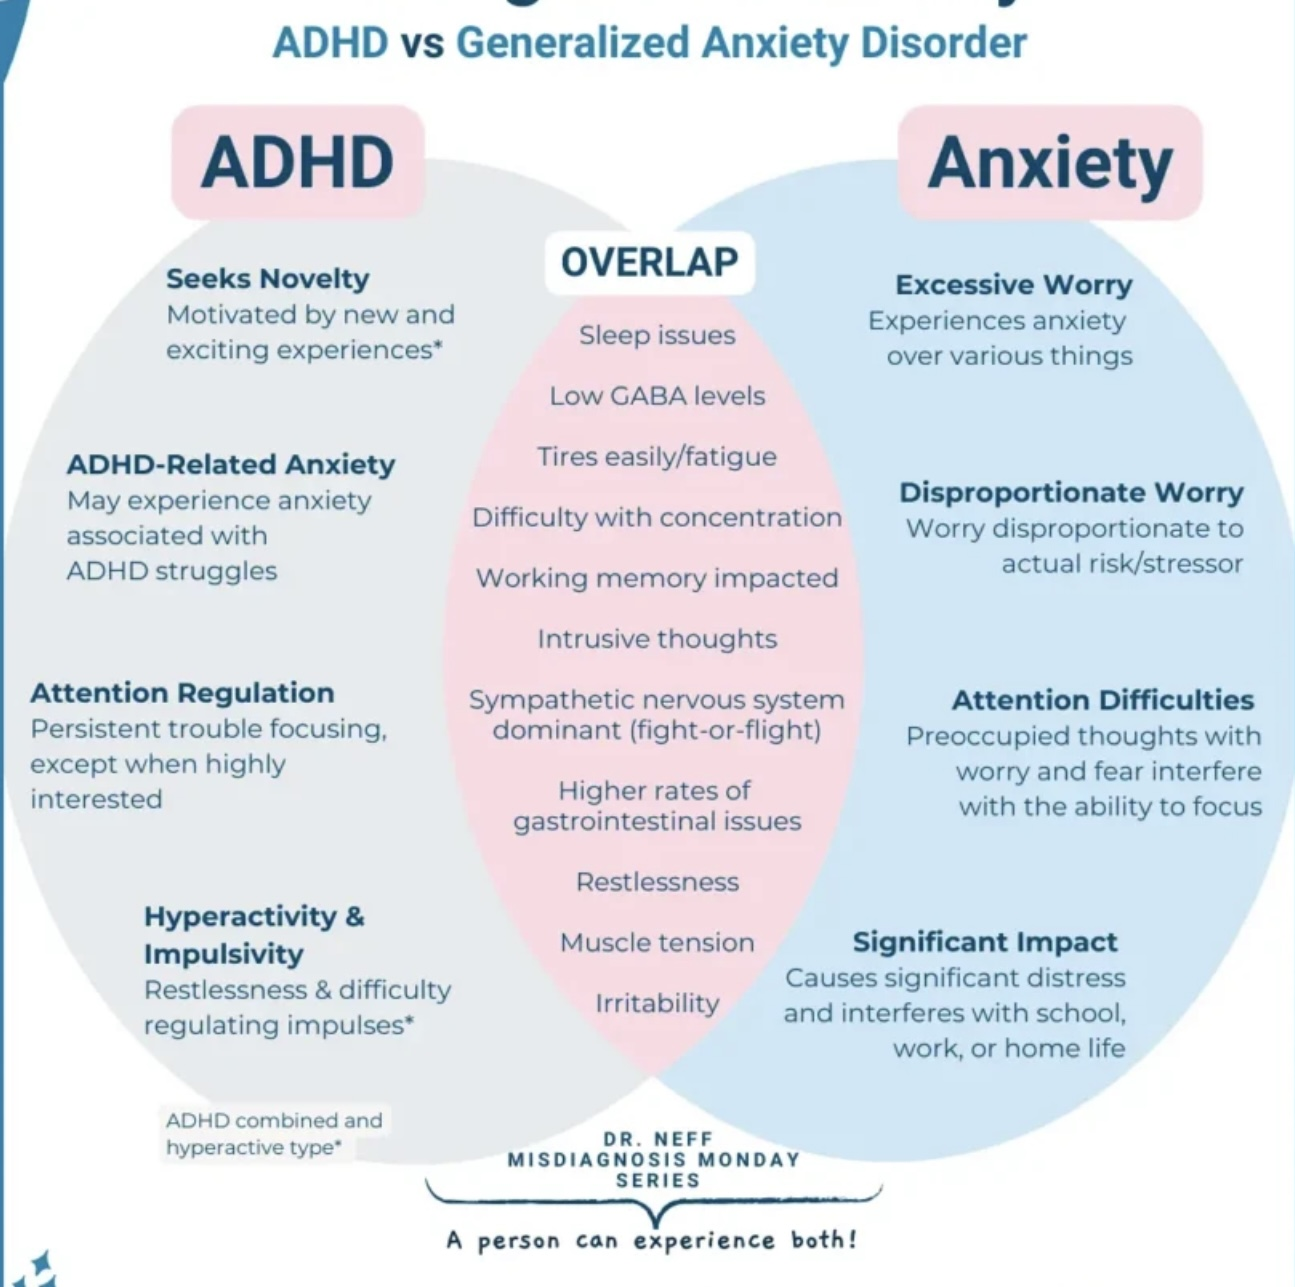 ADHD vs Generalized Anxiety Disorder
ADHD
Seeks Novelty
Motivated by new and
exciting experiences*
ADHD-Related Anxiety
May experience anxiety
associated with
ADHD struggles
Attention Regulation
Persistent trouble focusing,
except when highly
interested
Hyperactivity &
Impulsivity
Restlessness & difficulty
regulating impulses*
ADHD combined and
hyperactive type*
OVERLAP
Sleep issues
Low GABA levels
Tires easily/fatigue
Difficulty with concentration
Working memory impacted
Intrusive thoughts
Sympathetic nervous system
dominant (fight-or-flight)
Higher rates of
gastrointestinal issues
Restlessness
Muscle tension
Irritability
Anxiety
Excessive Worry
Experiences anxiety
over various things
Disproportionate Worry
Worry disproportionate to
actual risk/stressor
Attention Difficulties
Preoccupied thoughts with
worry and fear interfere
with the ability to focus
Significant Impact
Causes significant distress
and interferes with school,
work, or home life
DR. NEFF
MISDIAGNOSIS MONDAY
SERIES
A person can experience both!